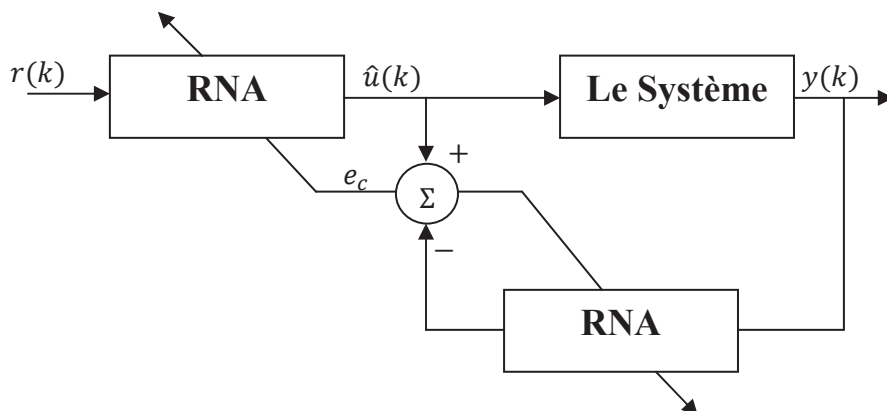 r(k)
RNA
û(k)
Le Système
y(k)
+
e_c
Σ
−
RNA